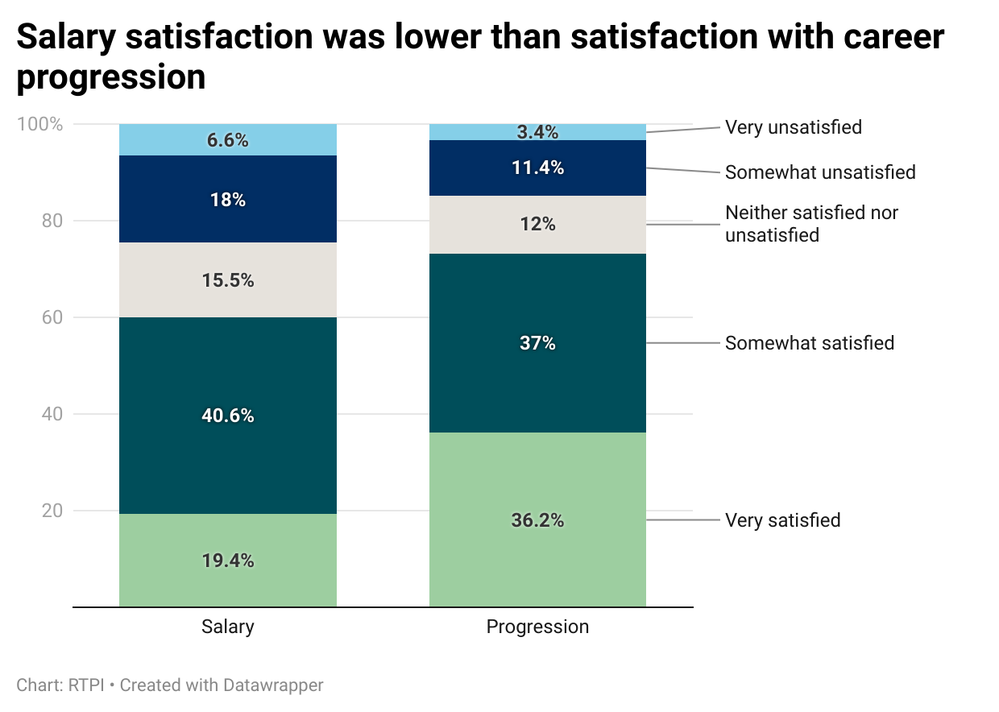 Salary satisfaction was lower than satisfaction with career
progression
100%
80
60
40
20
6.6%
18%
15.5%
40.6%
19.4%
3.4%
11.4%
12%
37%
36.2%
Very unsatisfied
Somewhat unsatisfied
Neither satisfied nor
unsatisfied
Somewhat satisfied
Very satisfied
Salary
Progression
Chart: RTPI • Created with Datawrapper